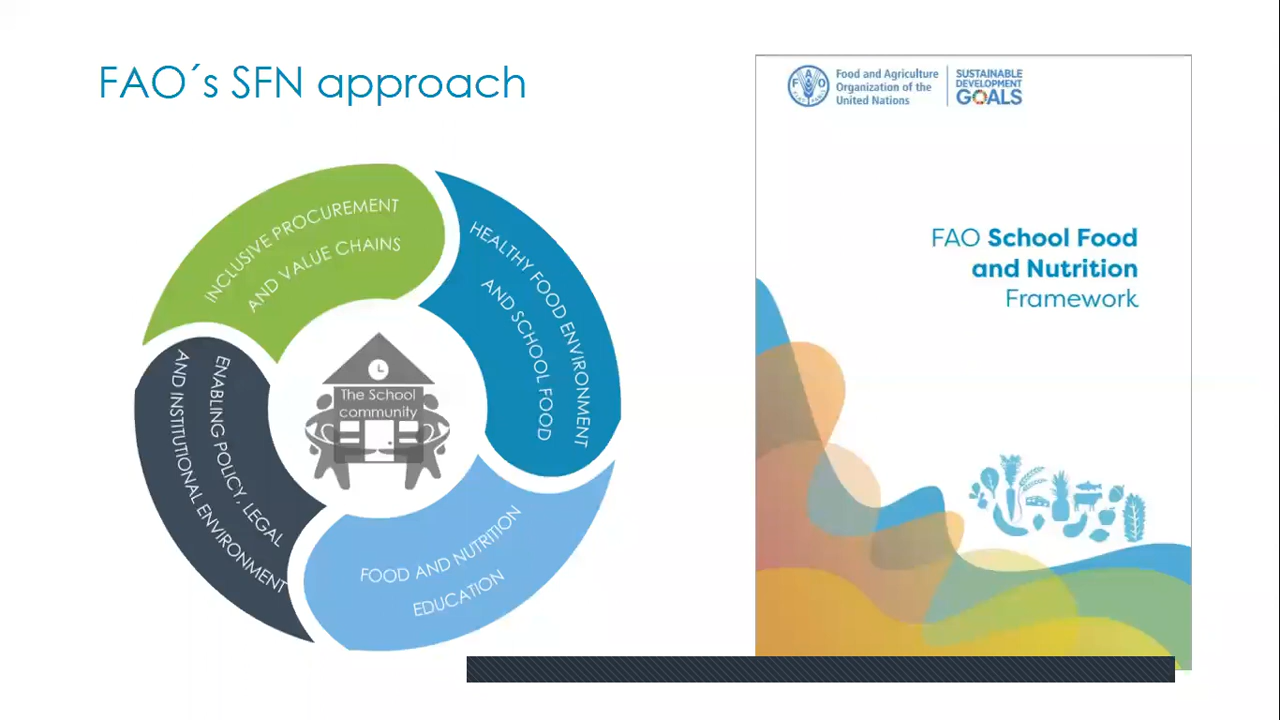 FAO´s SFN approach
INCLUSIVE PROCUREMENT
AND VALUE CHAINS
HEALTHY FOOD ENVIRONMENT
AND SCHOOL FOOD
FOOD AND NUTRITION
EDUCATION
ENABLING POLICY, LEGAL
AND INSTITUTIONAL ENVIRONMENT
The School
community
FAO
Food and Agriculture
Organization of the
United Nations
SUSTAINABLE
DEVELOPMENT
GOALS
FAO School Food
and Nutrition
Framework